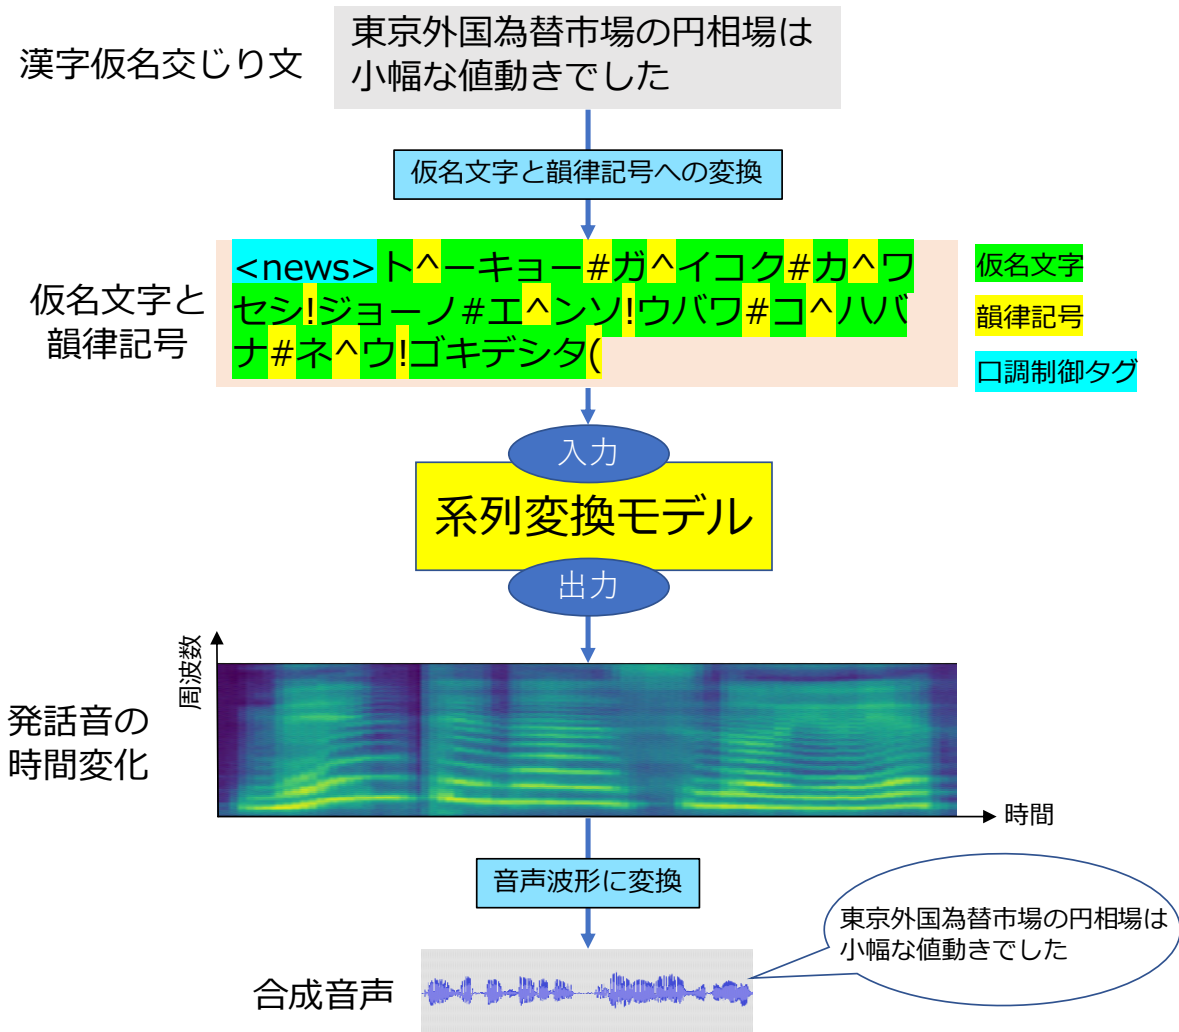 漢字仮名交じり文
東京外国為替市場の円相場は
小幅な値動きでした
仮名文字と韻律記号への変換
仮名文字と
韻律記号
<news>ト^ーキョー#ガ^イコク#カ^ワ
セシ!ジョーノ#エ^ンソ!ウバワ#コ^ハバ
ナ#ネ^ウ!ゴキデシタ(
仮名文字
韻律記号
口調制御タグ
入力
系列変換モデル
出力
発話音の
時間変化
周波数
時間
音声波形に変換
合成音声
東京外国為替市場の円相場は
小幅な値動きでした